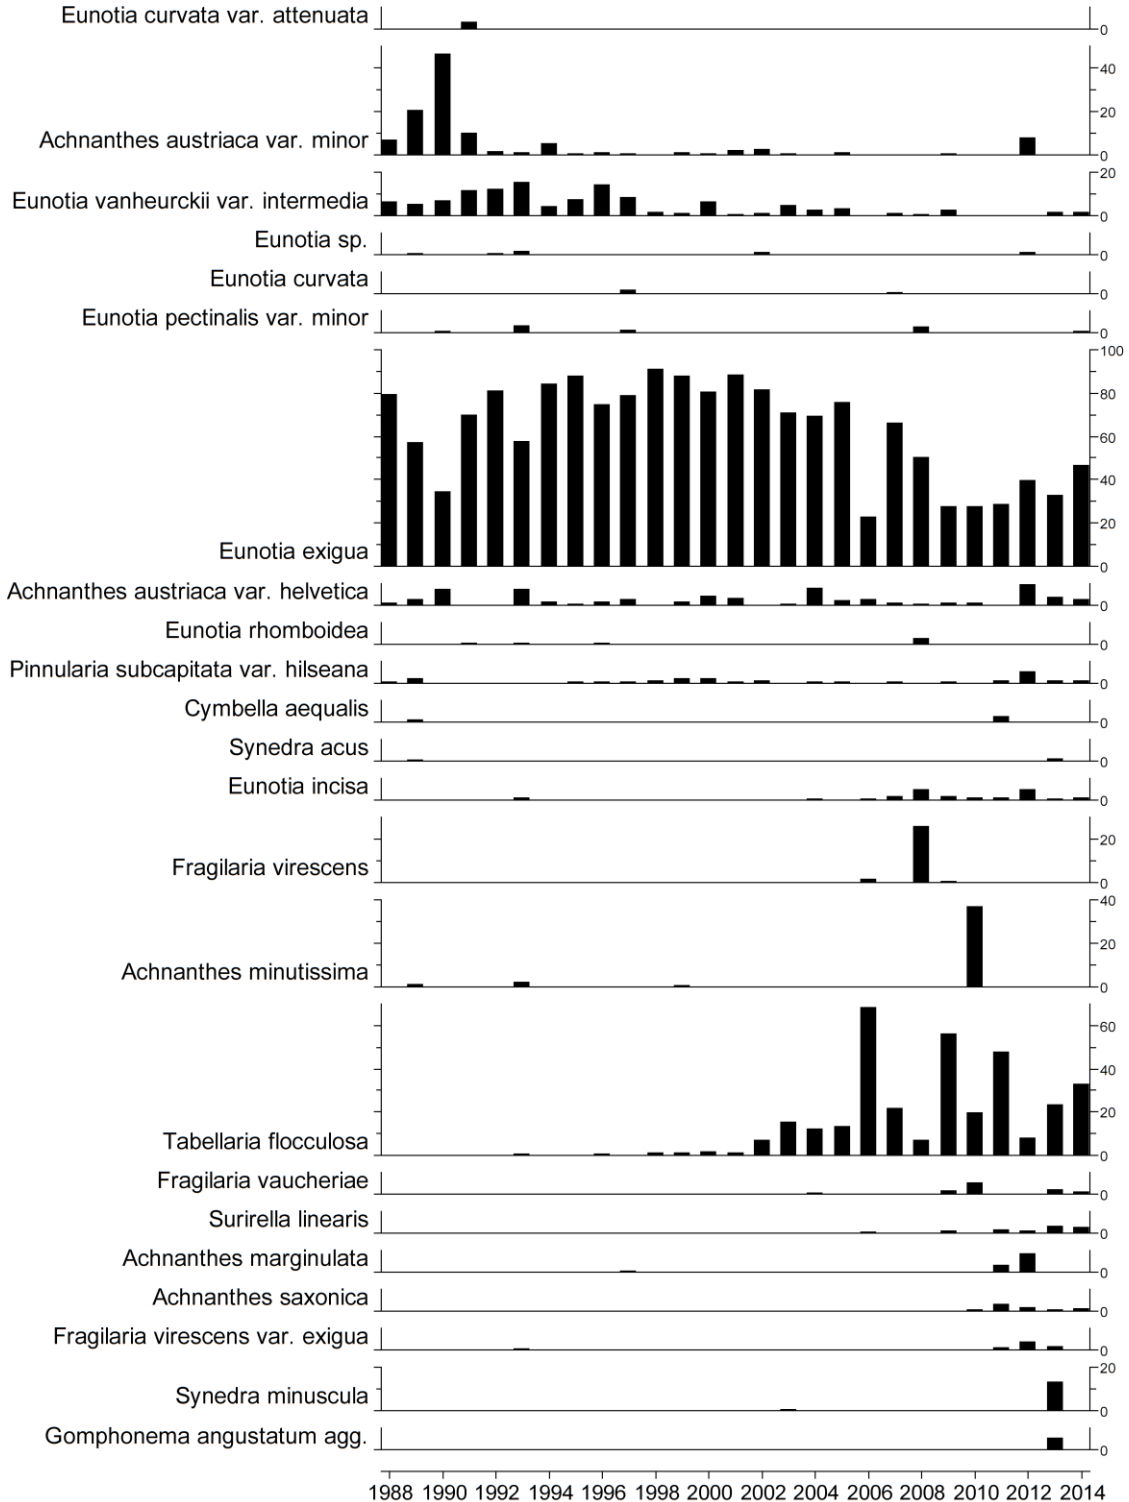 Eunotia curvata var. attenuata
0
Achnanthes austriaca var. minor
40
20
0
Eunotia vanheurckii var. intermedia
20
0
Eunotia sp.
0
Eunotia curvata
0
Eunotia pectinalis var. minor
0
Eunotia exigua
100
80
60
40
20
0
Achnanthes austriaca var. helvetica
0
Eunotia rhomboidea
0
Pinnularia subcapitata var. hilseana
0
Cymbella aequalis
0
Synedra acus
0
Eunotia incisa
0
Fragilaria virescens
20
0
Achnanthes minutissima
40
20
0
Tabellaria flocculosa
60
40
20
0
Fragilaria vaucheriae
0
Surirella linearis
0
Achnanthes marginulata
0
Achnanthes saxonica
0
Fragilaria virescens var. exigua
0
Synedra minuscula
20
0
Gomphonema angustatum agg.
0
1988 1990 1992 1994 1996 1998 2000 2002 2004 2006 2008 2010 2012 2014